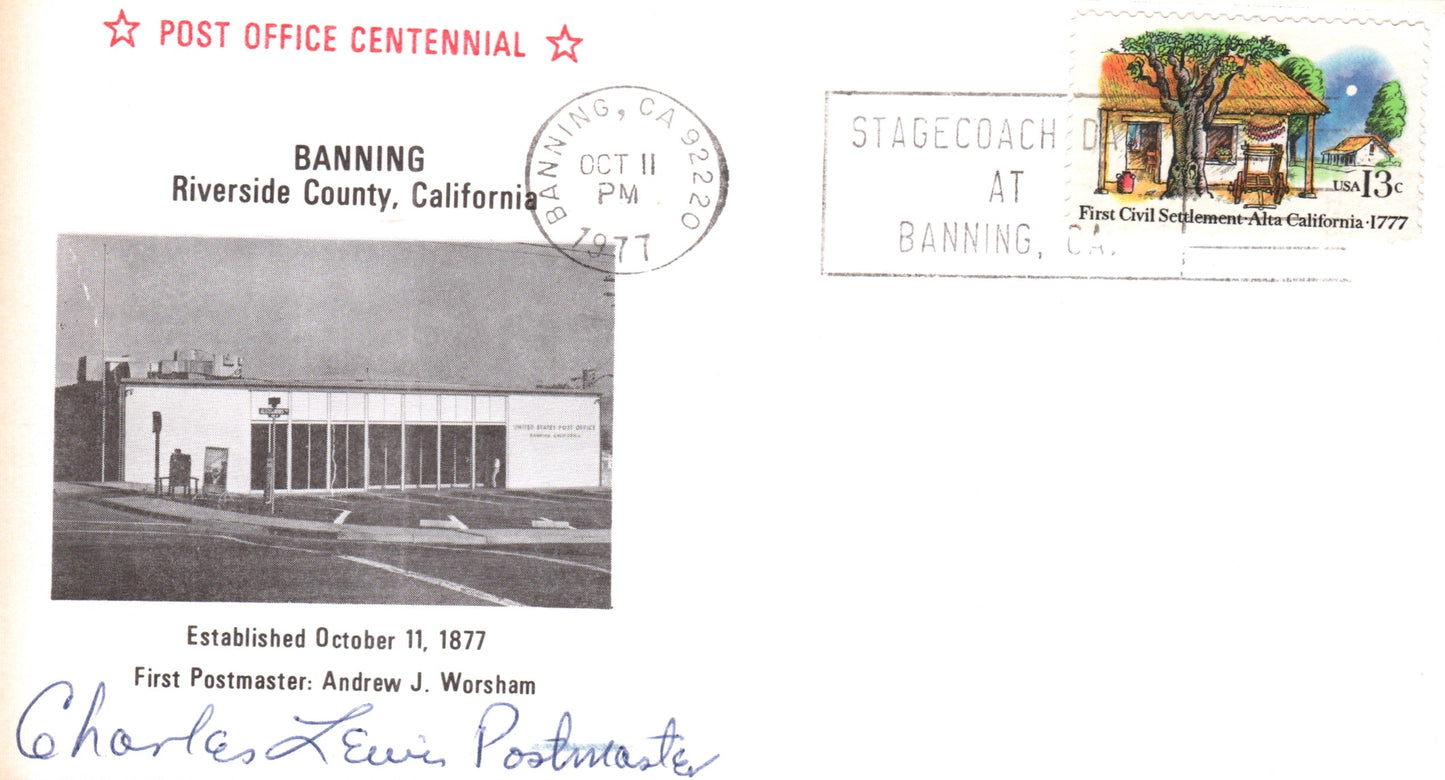 ☆ POST OFFICE CENTENNIAL ☆
BANNING
Riverside County, California
BANNING, CA 92220
OCT 11
PM
1977
STAGECOACH DA
AT
BANNING, CA.
USA 13c
First Civil Settlement·Alta California·1777
UNITED STATES POST OFFICE
BANNING, CALIFORNIA
Established October 11, 1877
First Postmaster: Andrew J. Worsham
Charles Lewis Postmaster